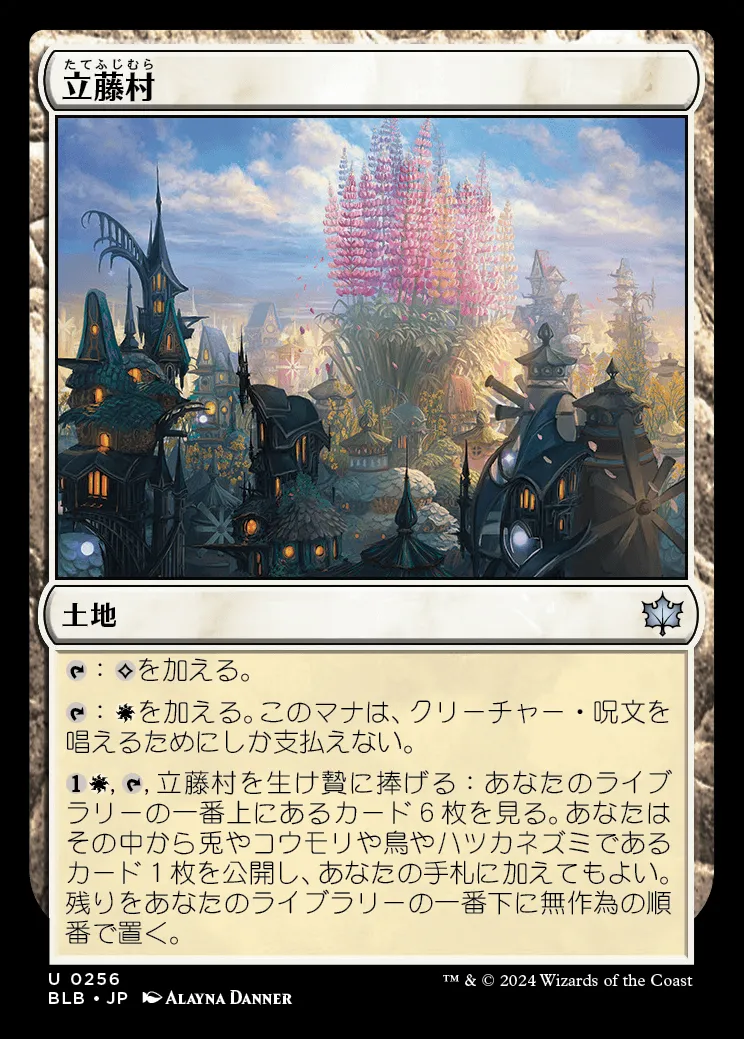 たてふじむら
立藤村
土地
：を加える。
：を加える。このマナは、クリーチャー・呪文を
唱えるためにしか支払えない。
1, , 立藤村を生け贄に捧げる：あなたのライブ
ラリーの一番上にあるカード６枚を見る。あなたは
その中から兎やコウモリや鳥やハツカネズミである
カード１枚を公開し、あなたの手札に加えてもよい。
残りをあなたのライブラリーの一番下に無作為の順
番で置く。
U 0256
BLB • JP ALAYNA DANNER
™ & © 2024 Wizards of the Coast